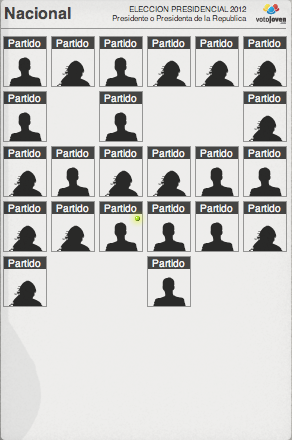 Nacional
ELECCION PRESIDENCIAL 2012
Presidente o Presidenta de la Republica
votojoven
Partido Partido Partido Partido Partido Partido
Partido Partido Partido
Partido Partido Partido Partido Partido Partido
Partido Partido Partido Partido Partido Partido
Partido Partido